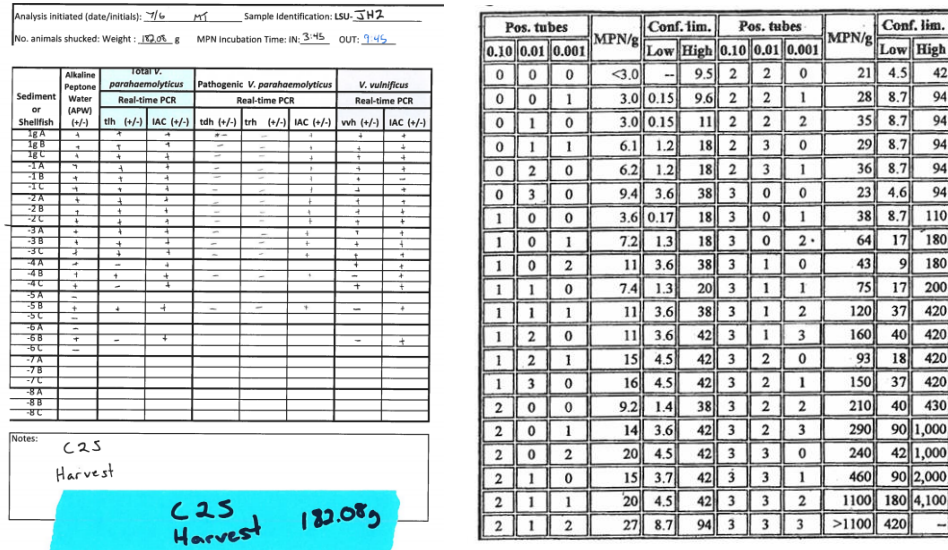 Analysis initiated (date/initials): 7/6 MT Sample Identification: LSU- JH2
No. animals shucked: Weight : 182.08 g MPN Incubation Time: IN: 3:45 OUT: 9:45
Sediment or Shellfish
Alkaline Peptone Water (APW) (+/-)
Total V. parahaemolyticus
Pathogenic V. parahaemolyticus
V. vulnificus
Real-time PCR Real-time PCR Real-time PCR
tlh (+/-) IAC (+/-) tdh (+/-) trh (+/-) IAC (+/-) vvh (+/-) IAC (+/-)
1g A + + + +- - + + +
1g B + + + - - + + +
1g C + + + - - + + +
-1 A + + + - - + + +
-1 B + + + - - + + -
-1 C + + + - - + + +
-2 A + + + - - + + +
-2 B + + + - - + + +
-2 C + + + - - + + +
-3 A + + + - - + + +
-3 B + + + - - + + +
-3 C + + + - - + + +
-4 A + - + + +
-4 B + + + - - + - +
-4 C + - + + +
-5 A -
-5 B + + + - - + - +
-5 C -
-6 A -
-6 B + - + - +
-6 C -
-7 A
-7 B
-7 C
-8 A
-8 B
-8 C
Notes:
C2S
Harvest
C2S 182.08g
Harvest
Pos. tubes MPN/g Conf. lim. Pos. tubes MPN/g Conf. lim.
0.10 0.01 0.001 Low High 0.10 0.01 0.001 Low High
0 0 0 <3.0 -- 9.5 2 2 0 21 4.5 42
0 0 1 3.0 0.15 9.6 2 2 1 28 8.7 94
0 1 0 3.0 0.15 11 2 2 2 35 8.7 94
0 1 1 6.1 1.2 18 2 3 0 29 8.7 94
0 2 0 6.2 1.2 18 2 3 1 36 8.7 94
0 3 0 9.4 3.6 38 3 0 0 23 4.6 94
1 0 0 3.6 0.17 18 3 0 1 38 8.7 110
1 0 1 7.2 1.3 18 3 0 2 64 17 180
1 0 2 11 3.6 38 3 1 0 43 9 180
1 1 0 7.4 1.3 20 3 1 1 75 17 200
1 1 1 11 3.6 38 3 1 2 120 37 420
1 2 0 11 3.6 42 3 1 3 160 40 420
1 2 1 15 4.5 42 3 2 0 93 18 420
1 3 0 16 4.5 42 3 2 1 150 37 420
2 0 0 9.2 1.4 38 3 2 2 210 40 430
2 0 1 14 3.6 42 3 2 3 290 90 1,000
2 0 2 20 4.5 42 3 3 0 240 42 1,000
2 1 0 15 3.7 42 3 3 1 460 90 2,000
2 1 1 20 4.5 42 3 3 2 1100 180 4,100
2 1 2 27 8.7 94 3 3 3 >1100 420 --